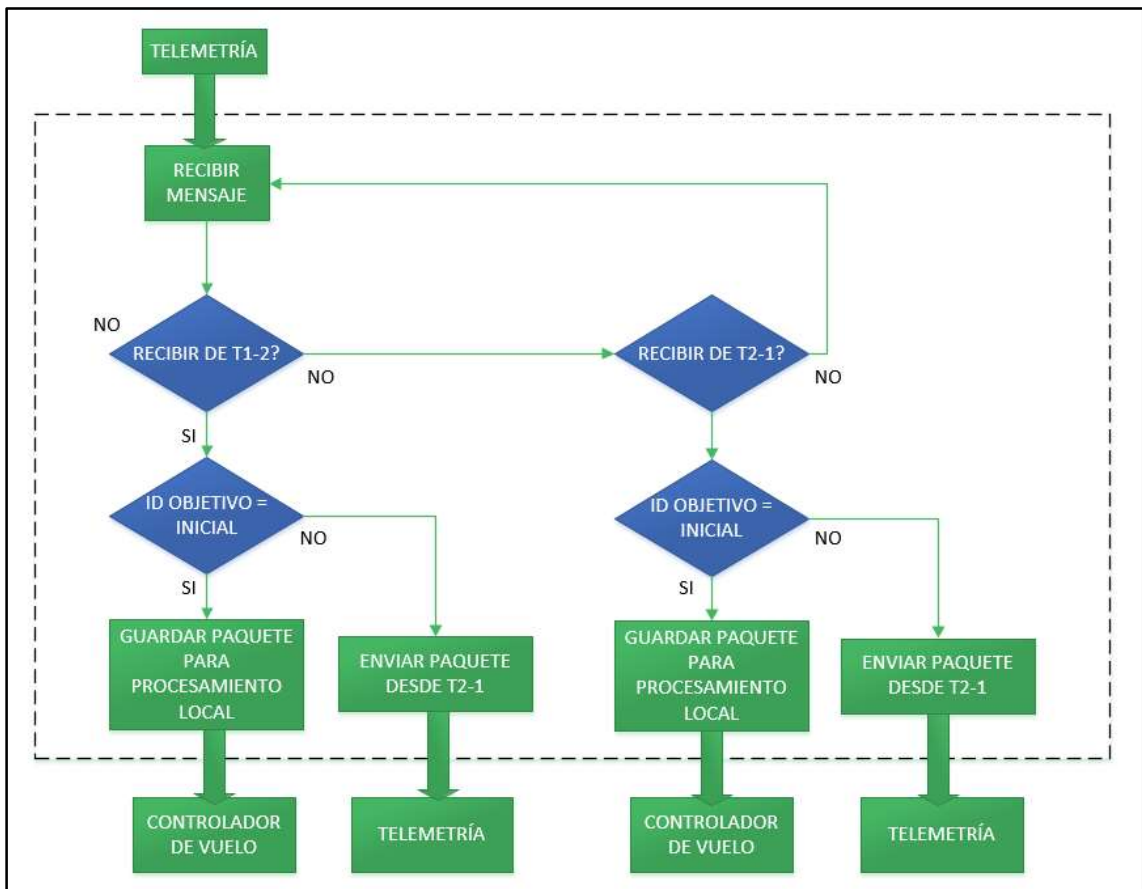 TELEMETRÍA
RECIBIR
MENSAJE
NO
RECIBIR DE T1-2?
NO
RECIBIR DE T2-1?
NO
SI
ID OBJETIVO =
INICIAL
NO
ID OBJETIVO =
INICIAL
NO
SI
SI
GUARDAR PAQUETE
PARA
PROCESAMIENTO
LOCAL
ENVIAR PAQUETE
DESDE T2-1
GUARDAR PAQUETE
PARA
PROCESAMIENTO
LOCAL
ENVIAR PAQUETE
DESDE T2-1
CONTROLADOR
DE VUELO
TELEMETRÍA
CONTROLADOR
DE VUELO
TELEMETRÍA